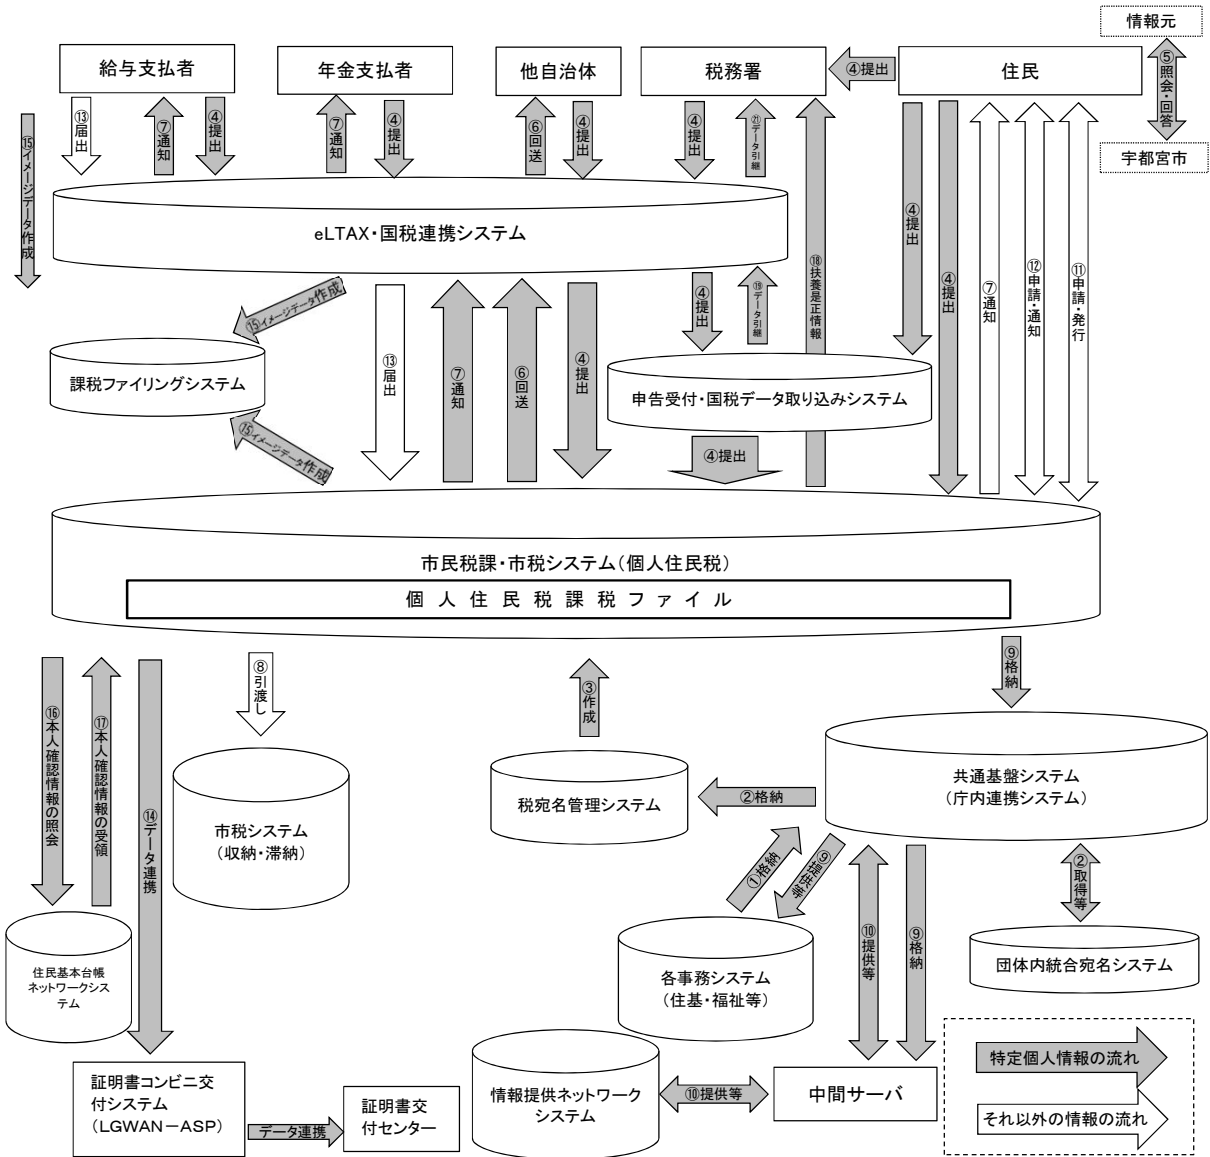 情報元
給与支払者
年金支払者
他自治体
税務署
④提出
住民
⑤照会・回答
宇都宮市
⑮イメージデータ作成
⑬届出
⑦通知
④提出
⑦通知
④提出
⑥回送
④提出
④提出
㉑データ引継
⑱扶養是正情報
④提出
④提出
⑦通知
⑫申請・通知
⑪申請・発行
eLTAX・国税連携システム
⑮イメージデータ作成
⑬届出
⑦通知
⑥回送
④提出
④提出
⑲データ引継
課税ファイリングシステム
申告受付・国税データ取り込みシステム
⑮イメージデータ作成
④提出
市民税課・市税システム(個人住民税)
個人住民税課税ファイル
⑯本人確認情報の照会
⑰本人確認情報の受領
⑭データ連携
⑧引渡し
③作成
⑨格納
市税システム
(収納・滞納)
税宛名管理システム
②格納
共通基盤システム
(庁内連携システム)
①格納
⑨提供等
⑩提供等
⑨格納
②取得等
住民基本台帳
ネットワークシス
テム
各事務システム
(住基・福祉等)
団体内統合宛名システム
証明書コンビニ交
付システム
(LGWAN－ASP)
データ連携
証明書交
付センター
情報提供ネットワーク
システム
⑩提供等
中間サーバ
特定個人情報の流れ
それ以外の情報の流れ